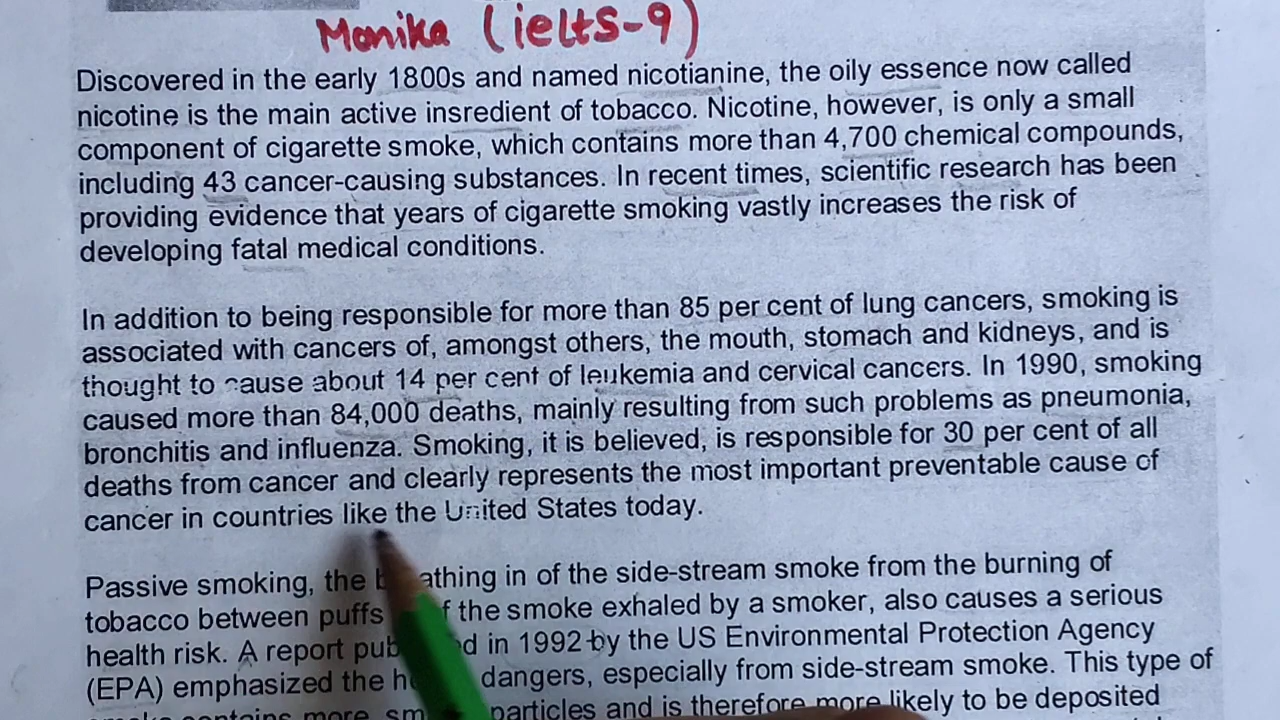 Monika (ielts-9)
Discovered in the early 1800s and named nicotianine, the oily essence now called
nicotine is the main active insredient of tobacco. Nicotine, however, is only a small
component of cigarette smoke, which contains more than 4,700 chemical compounds,
including 43 cancer-causing substances. In recent times, scientific research has been
providing evidence that years of cigarette smoking vastly increases the risk of
developing fatal medical conditions.
In addition to being responsible for more than 85 per cent of lung cancers, smoking is
associated with cancers of, amongst others, the mouth, stomach and kidneys, and is
thought to cause about 14 per cent of leukemia and cervical cancers. In 1990, smoking
caused more than 84,000 deaths, mainly resulting from such problems as pneumonia,
bronchitis and influenza. Smoking, it is believed, is responsible for 30 per cent of all
deaths from cancer and clearly represents the most important preventable cause of
cancer in countries like the United States today.
Passive smoking, the breathing in of the side-stream smoke from the burning of
tobacco between puffs of the smoke exhaled by a smoker, also causes a serious
health risk. A report in 1992 by the US Environmental Protection Agency
(EPA) emphasized the dangers, especially from side-stream smoke. This type of
smoke contains more particles and is therefore more likely to be deposited